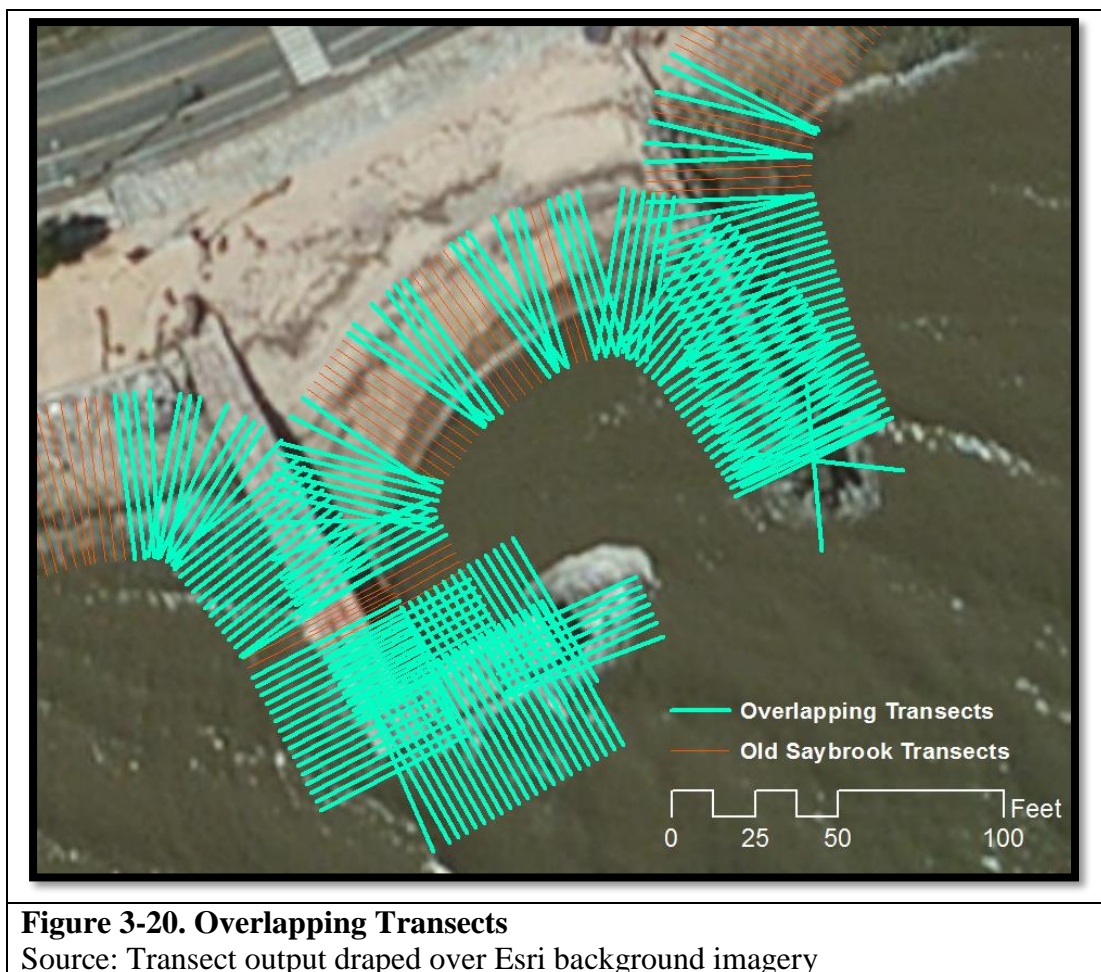 Overlapping Transects
Old Saybrook Transects
Feet
0 25 50 100
Figure 3-20. Overlapping Transects
Source: Transect output draped over Esri background imagery